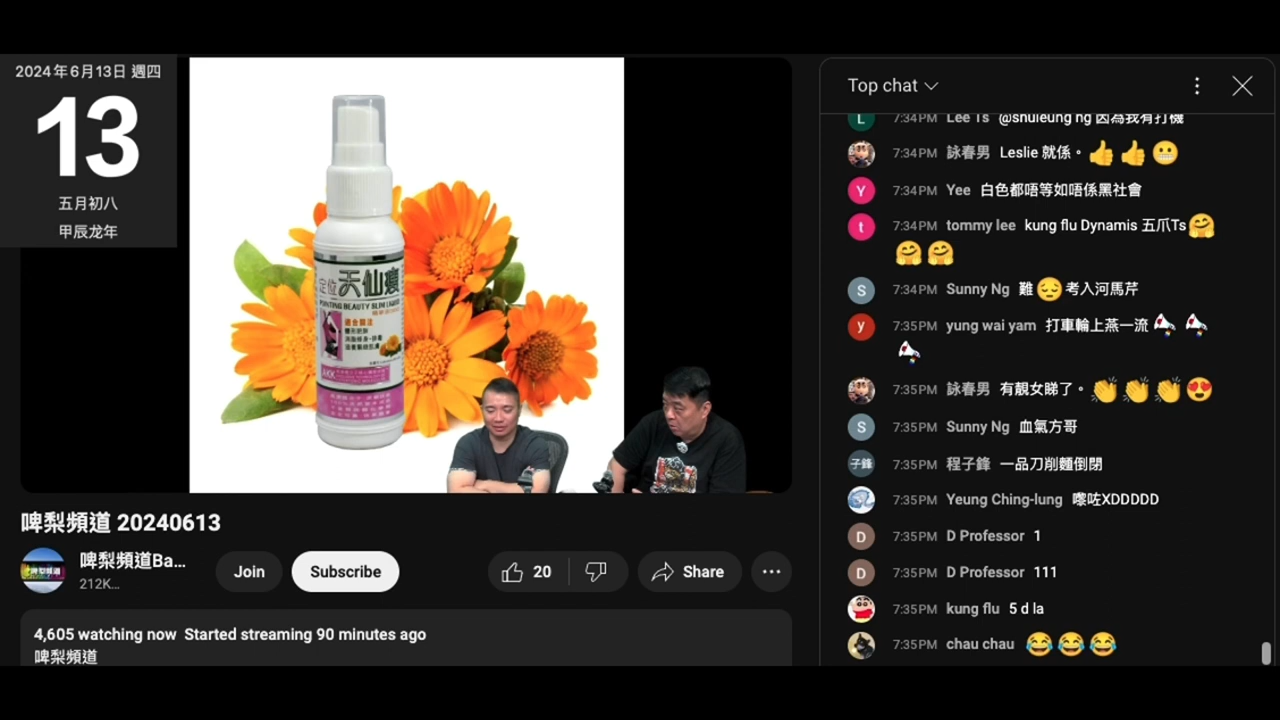 2024年6月13日 週四
13
五月初八
甲辰龙年
定位天仙瘦
POINTING BEAUTY SLIM LIQUID
AKK
啤梨頻道 20240613
啤梨頻道Ba...
212K...
Join
Subscribe
20
Share
4,605 watching now Started streaming 90 minutes ago
啤梨頻道
Top chat
L 7:34PM Lee Ts @shuleung ng 因為我有打機
7:34PM 詠春男 Leslie 就係。👍👍😬
Y 7:34PM Yee 白色都唔等如唔係黑社會
t 7:34PM tommy lee kung flu Dynamis 五爪Ts🤗
🤗🤗
S 7:34PM Sunny Ng 難😔考入河馬芹
y 7:35PM yung wai yam 打車輪上燕一流
7:35PM 詠春男 有靚女睇了。👏👏👏😍
S 7:35PM Sunny Ng 血氣方哥
子鋒 7:35PM 程子鋒 一品刀削麵倒閉
7:35PM Yeung Ching-lung 嚟咗XDDDDD
D 7:35PM D Professor 1
D 7:35PM D Professor 111
7:35PM kung flu 5 d la
7:35PM chau chau 😂😂😂